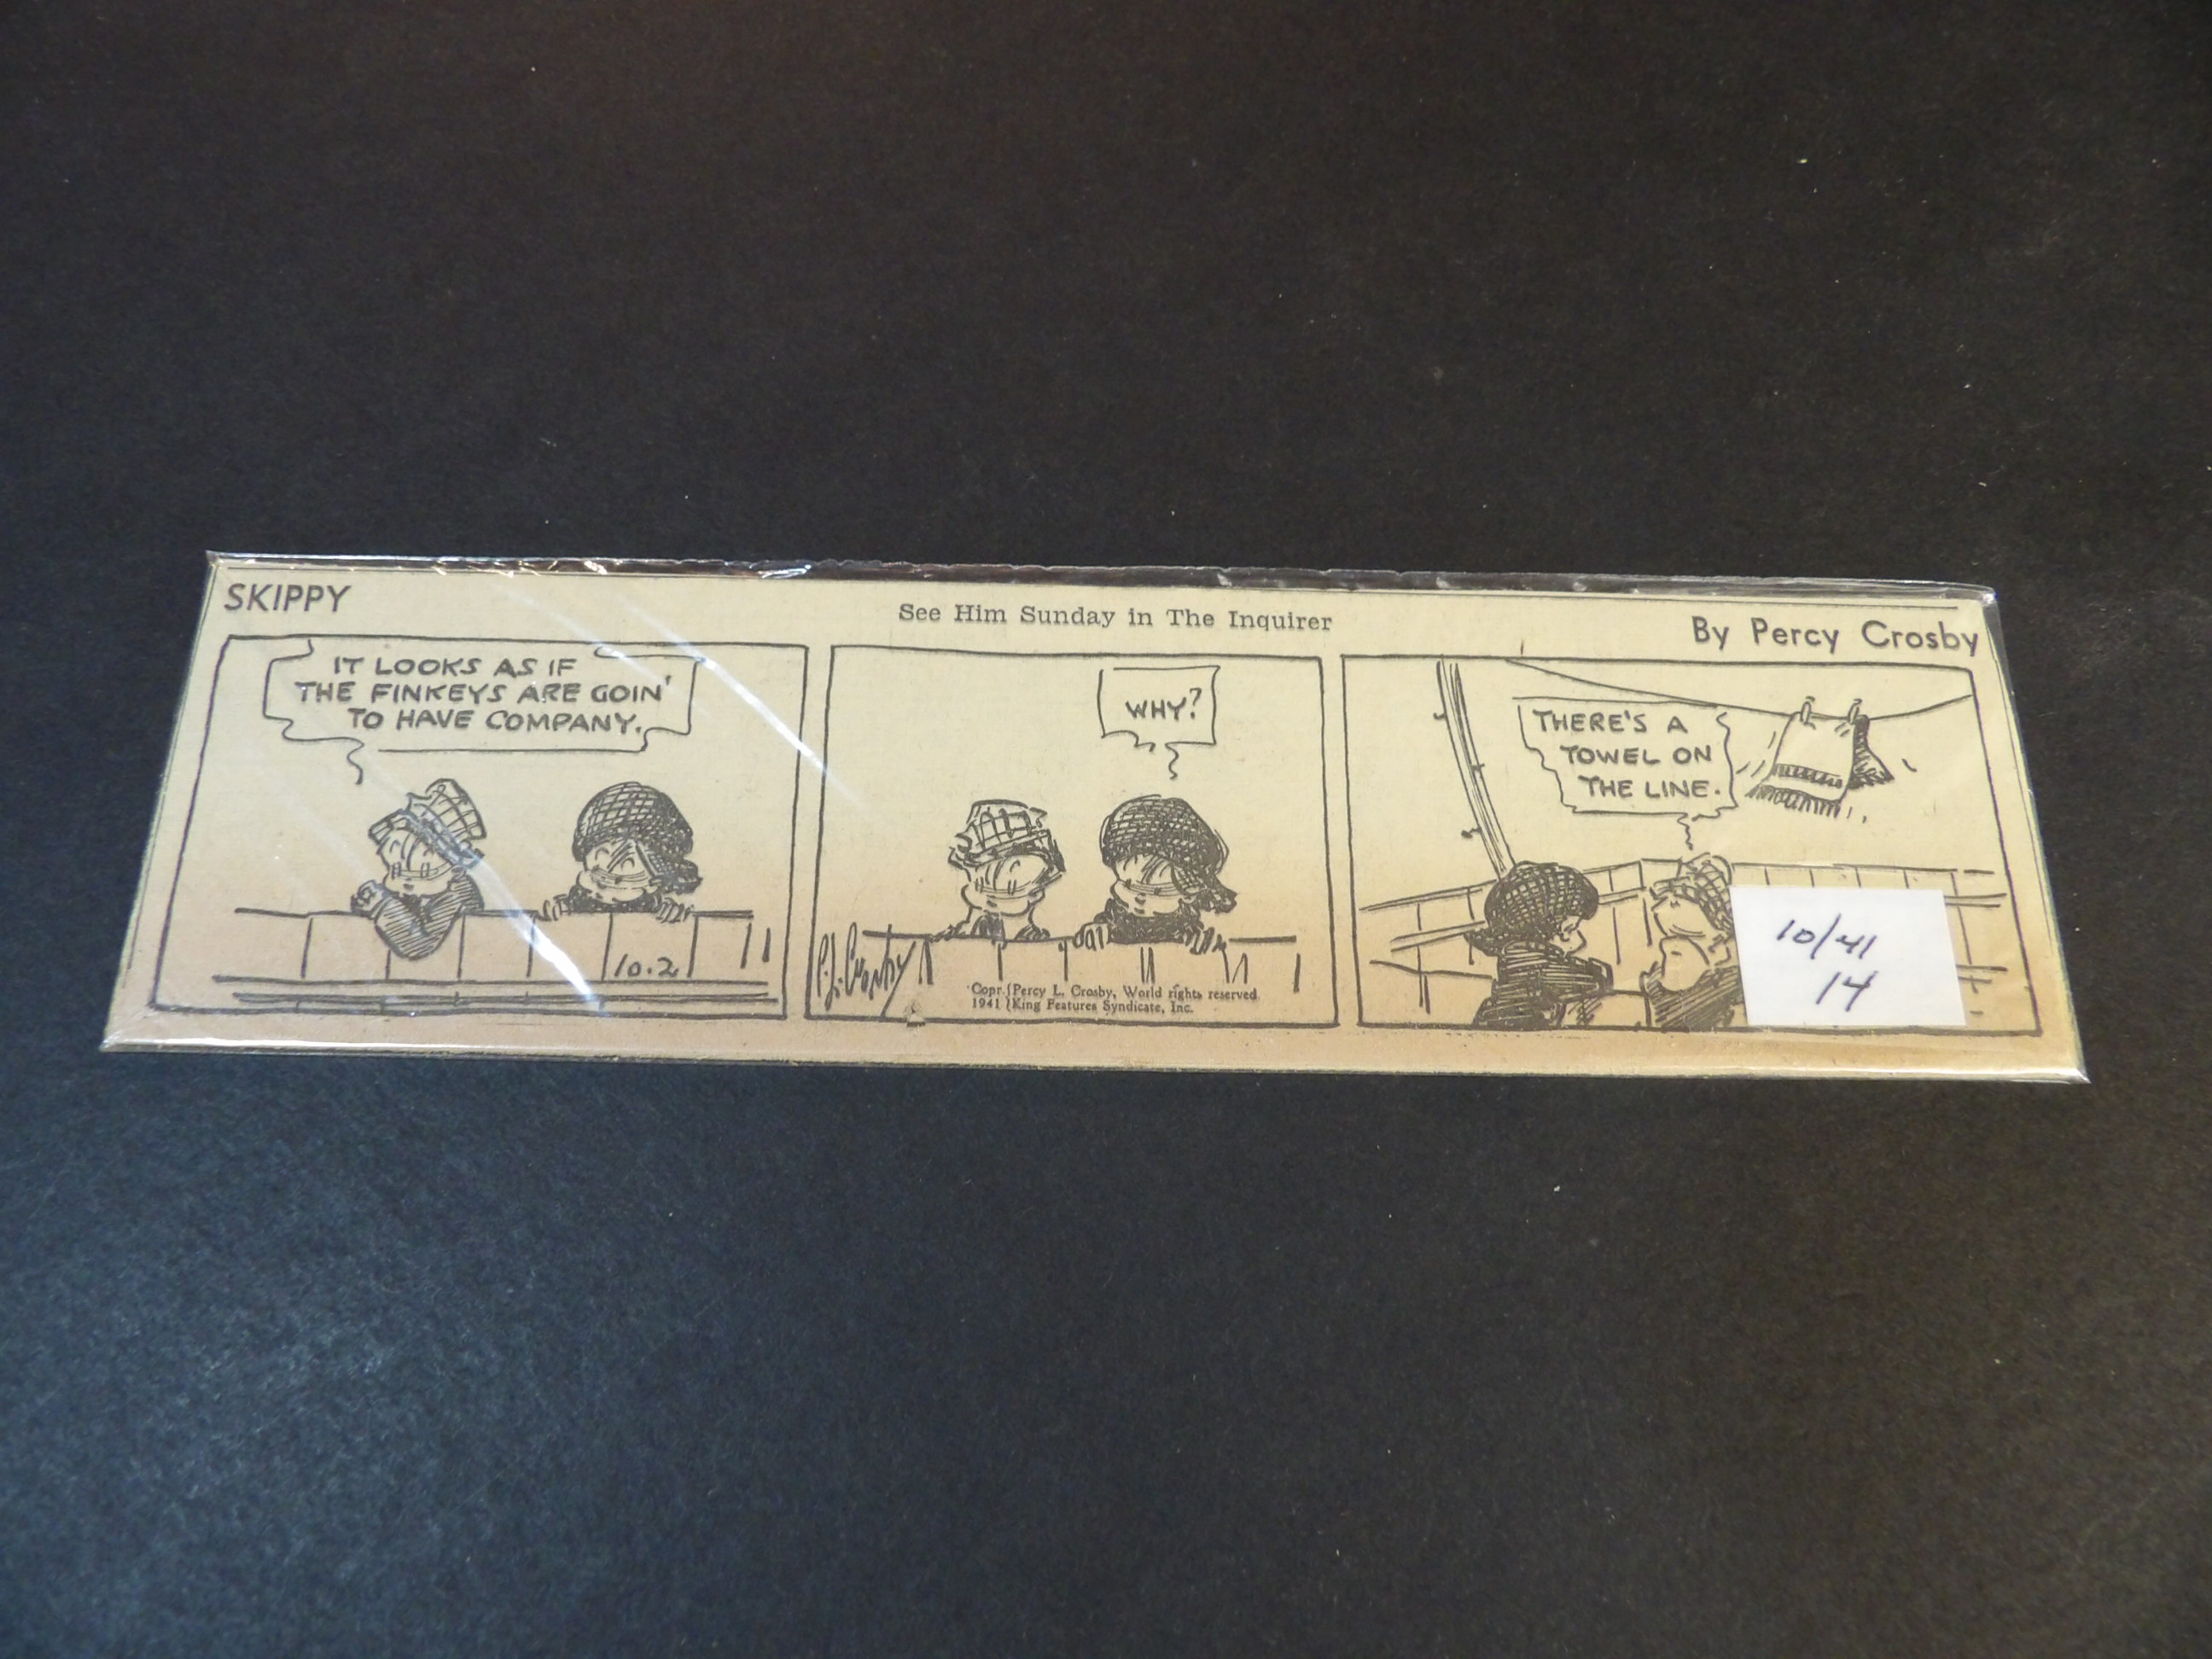 SKIPPY
See Him Sunday in The Inquirer
By Percy Crosby
IT LOOKS AS IF
THE FINKEYS ARE GOIN'
TO HAVE COMPANY.
10.2
WHY?
P.L. Crosby
Copr. { Percy L. Crosby, World rights reserved
1941 { King Features Syndicate, Inc.
THERE'S A
TOWEL ON
THE LINE.
10/41
14